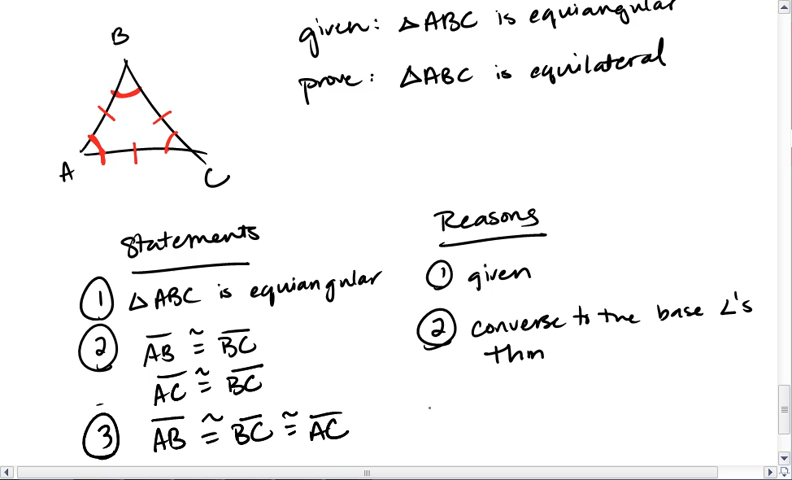 given: △ABC is equiangular
prove: △ABC is equilateral
B
A
C
Statements
Reasons
① △ABC is equiangular
① given
② AB ≅ BC
AC ≅ BC
② converse to the base ∠'s
thm
③ AB ≅ BC ≅ AC